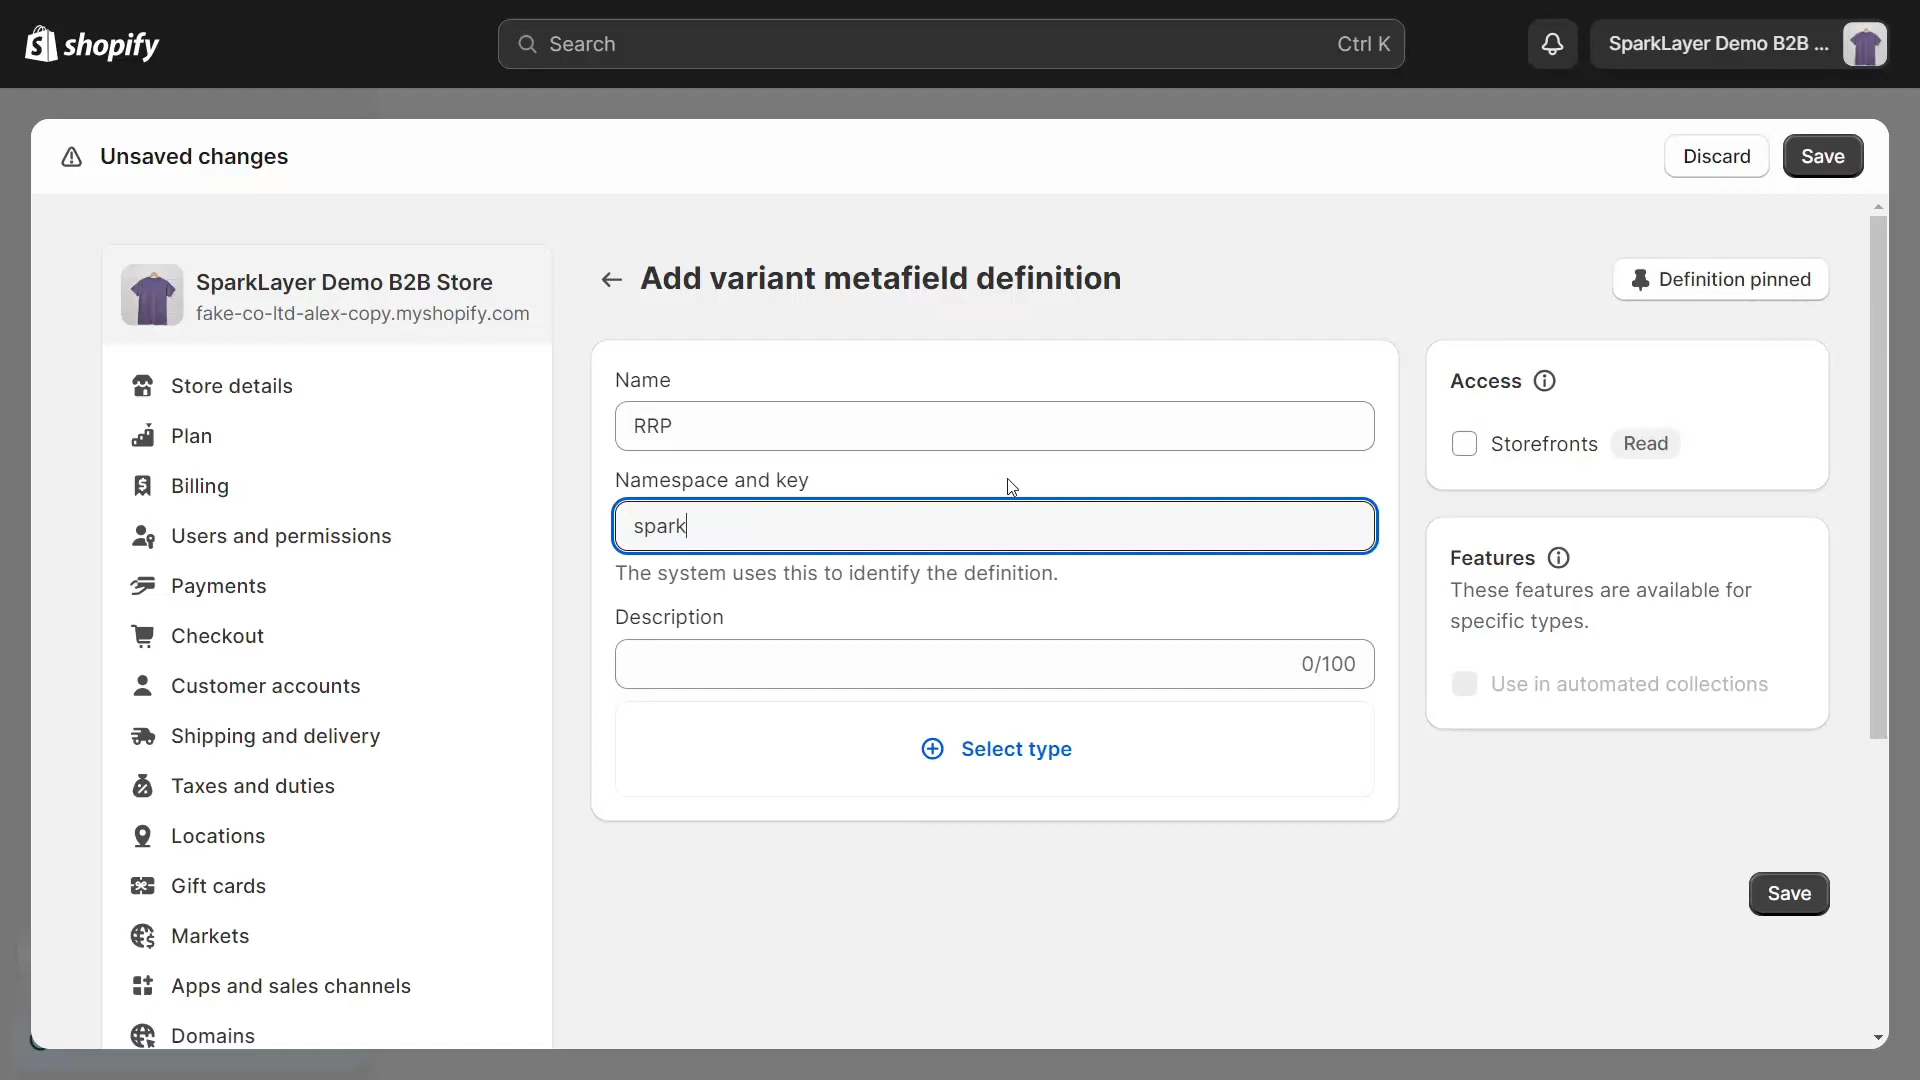 shopify
Search
Ctrl K
SparkLayer Demo B2B ...
Unsaved changes
Discard
Save
SparkLayer Demo B2B Store
fake-co-ltd-alex-copy.myshopify.com
Store details
Plan
Billing
Users and permissions
Payments
Checkout
Customer accounts
Shipping and delivery
Taxes and duties
Locations
Gift cards
Markets
Apps and sales channels
Domains
Add variant metafield definition
Definition pinned
Name
RRP
Namespace and key
spark
The system uses this to identify the definition.
Description
0/100
Select type
Access
Storefronts Read
Features
These features are available for
specific types.
Use in automated collections
Save